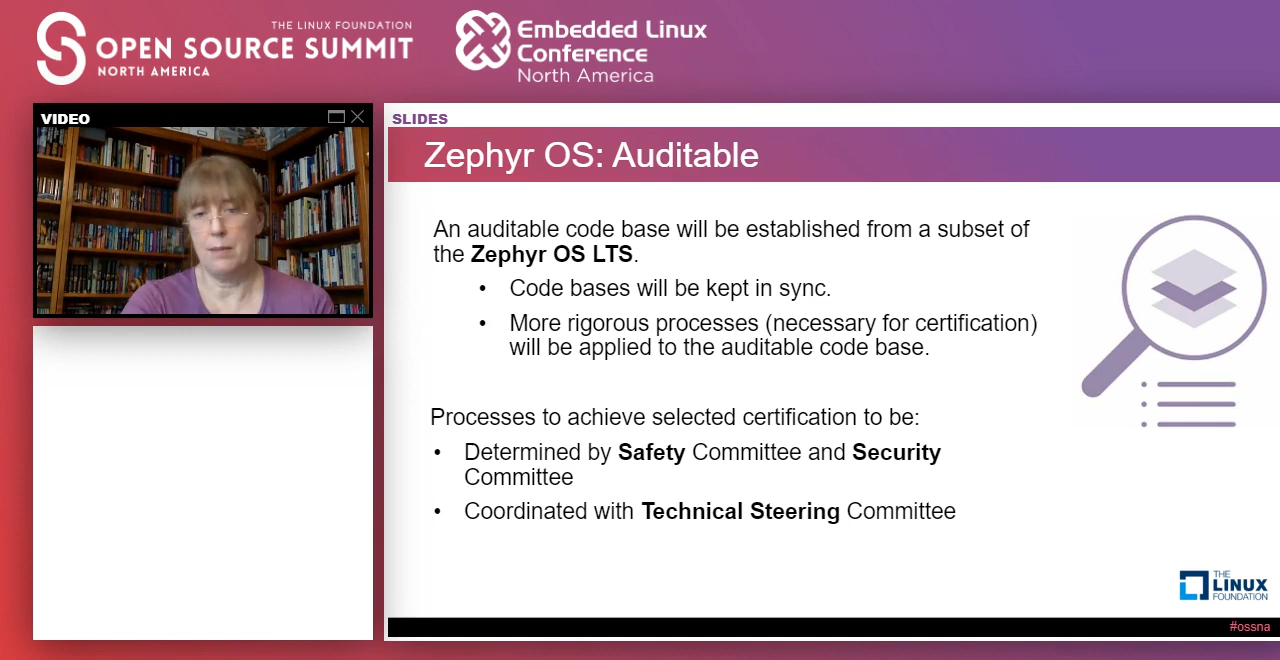 THE LINUX FOUNDATION
OPEN SOURCE SUMMIT
NORTH AMERICA
Embedded Linux
Conference
North America
VIDEO
SLIDES
Zephyr OS: Auditable
An auditable code base will be established from a subset of
the Zephyr OS LTS.
• Code bases will be kept in sync.
• More rigorous processes (necessary for certification)
will be applied to the auditable code base.
Processes to achieve selected certification to be:
• Determined by Safety Committee and Security
Committee
• Coordinated with Technical Steering Committee
THE
LINUX
FOUNDATION
#ossna